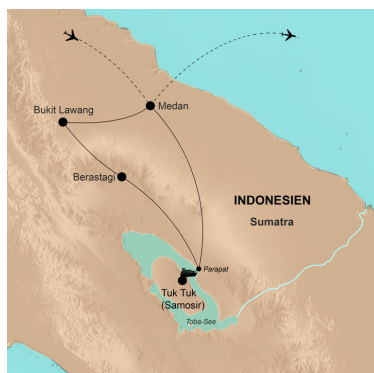 Medan
Bukit Lawang
Berastagi
INDONESIEN
Sumatra
Parapat
Tuk Tuk
(Samosir)
Toba-See